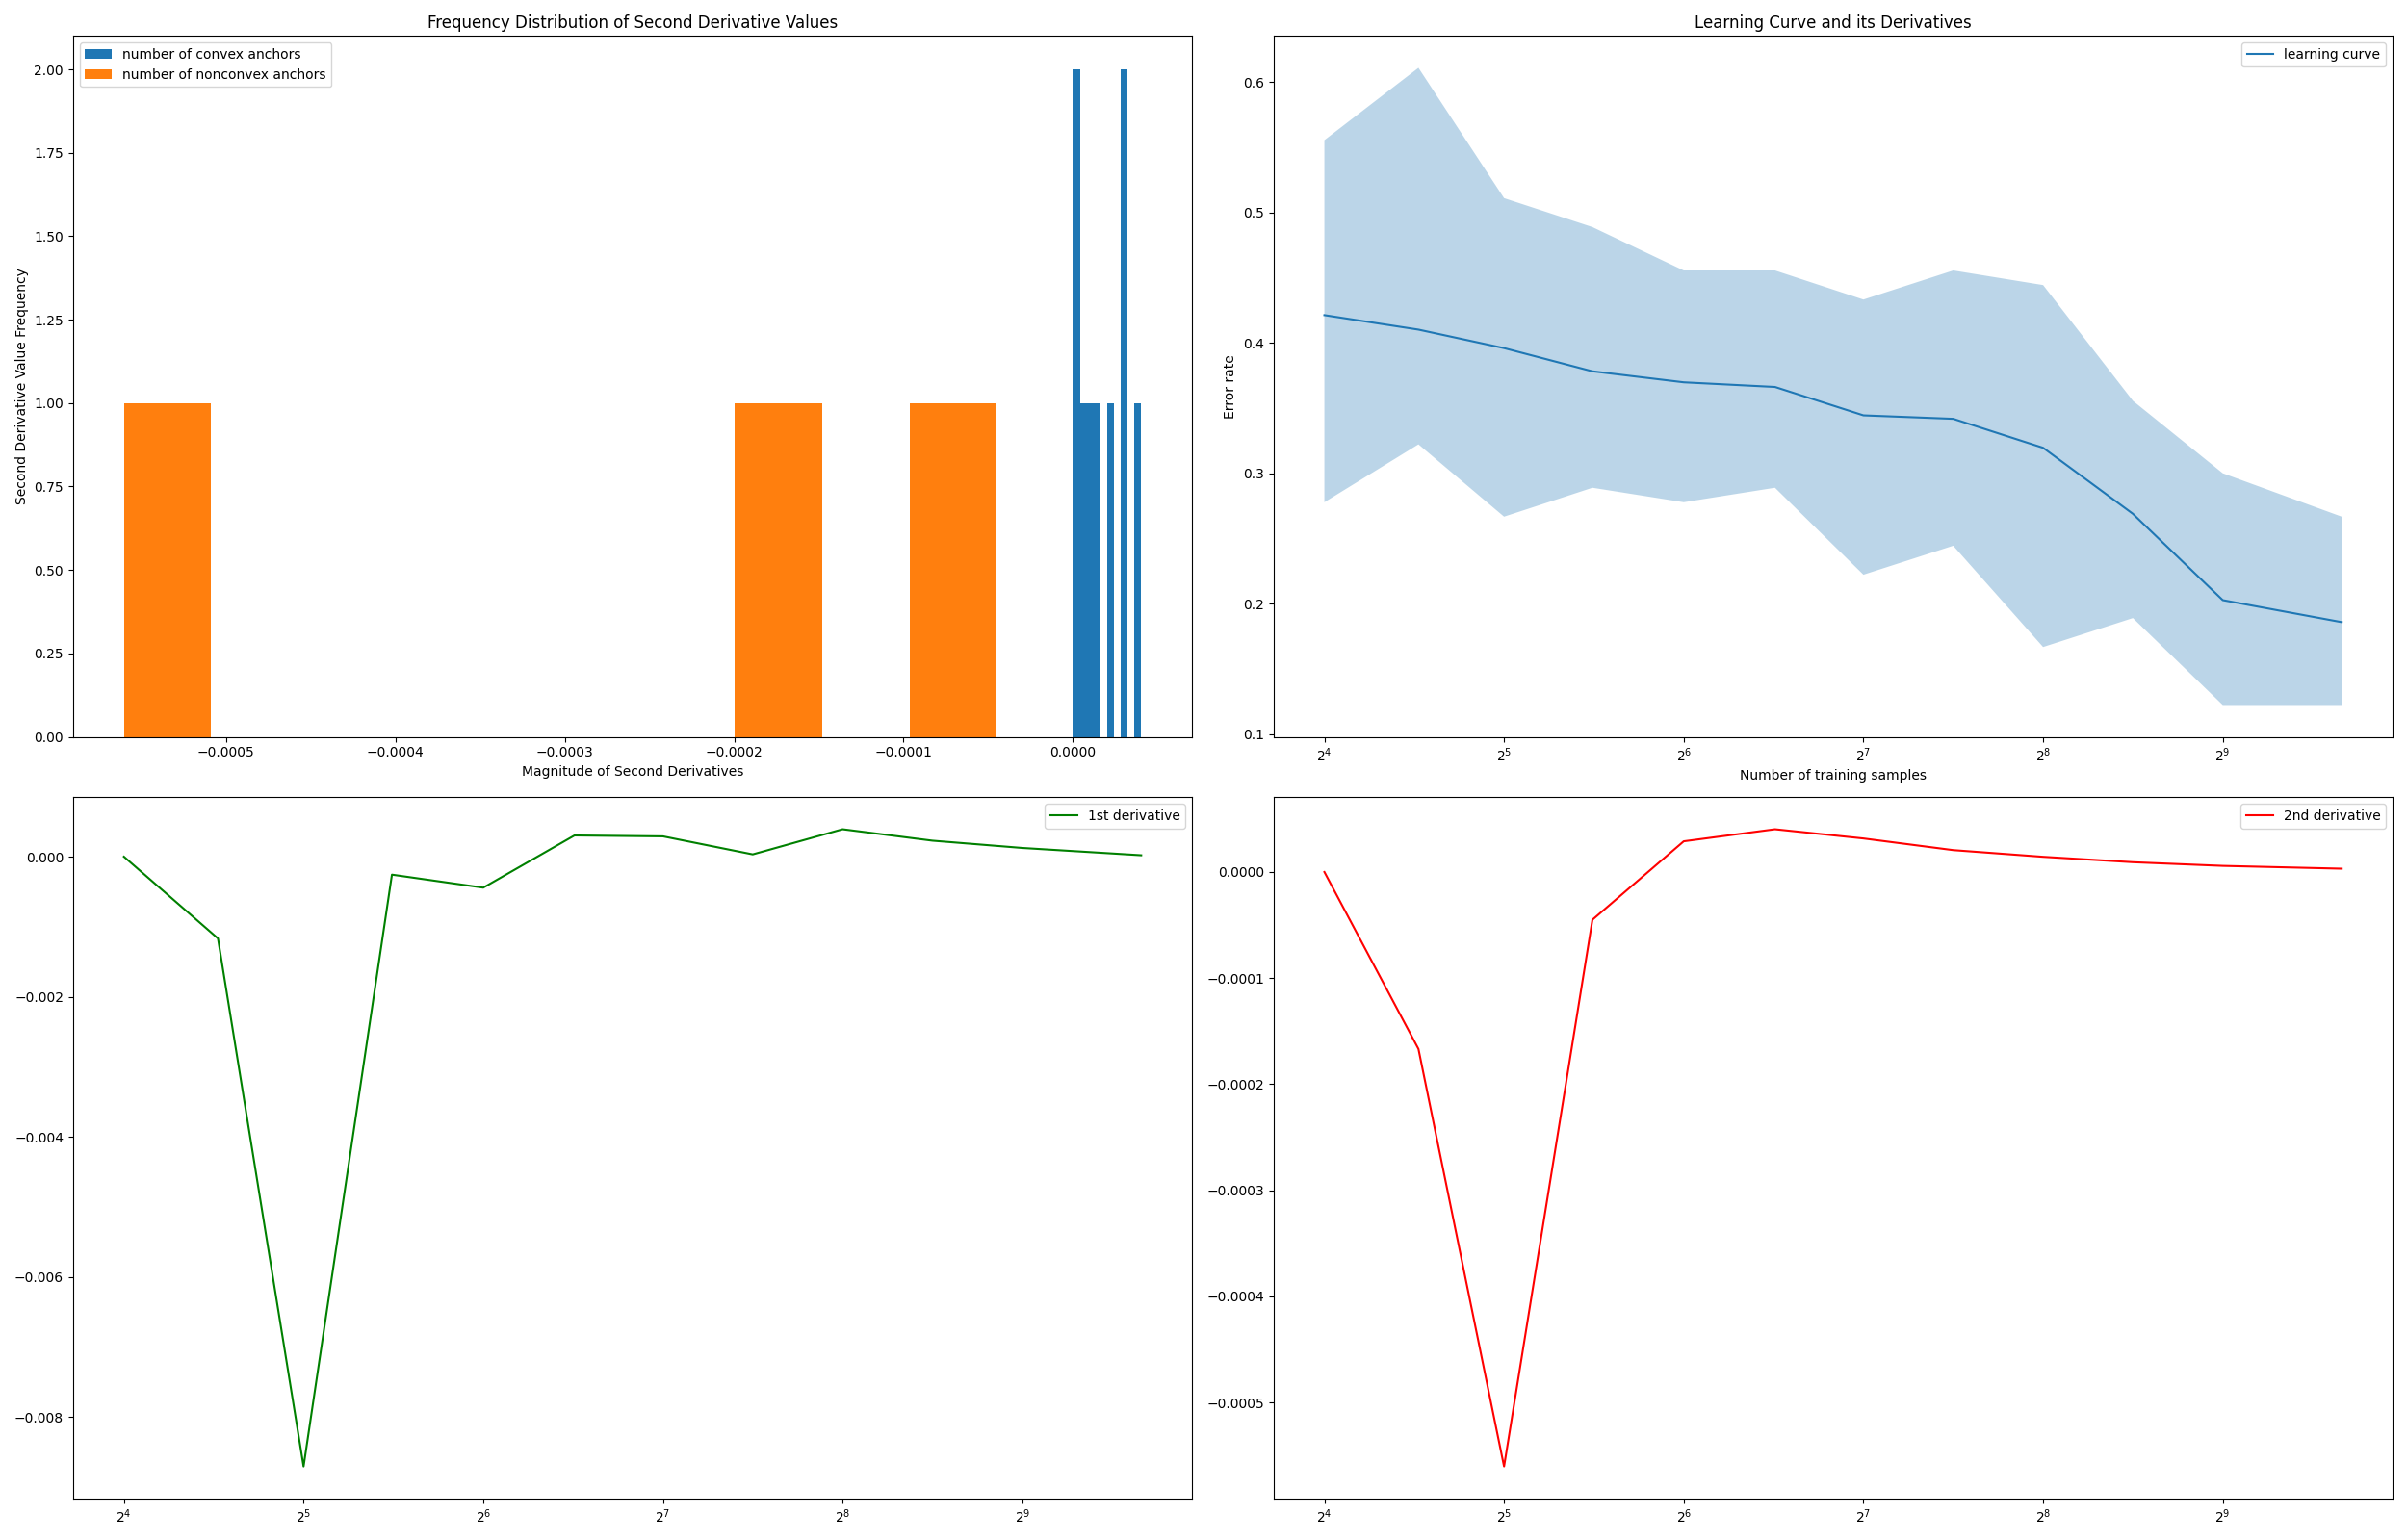 Frequency Distribution of Second Derivative Values
number of convex anchors
number of nonconvex anchors
Second Derivative Value Frequency
2.00
1.75
1.50
1.25
1.00
0.75
0.50
0.25
0.00
−0.0005 −0.0004 −0.0003 −0.0002 −0.0001 0.0000
Magnitude of Second Derivatives
Learning Curve and its Derivatives
learning curve
Error rate
0.6
0.5
0.4
0.3
0.2
0.1
2⁴ 2⁵ 2⁶ 2⁷ 2⁸ 2⁹
Number of training samples
1st derivative
0.000
−0.002
−0.004
−0.006
−0.008
2⁴ 2⁵ 2⁶ 2⁷ 2⁸ 2⁹
2nd derivative
0.0000
−0.0001
−0.0002
−0.0003
−0.0004
−0.0005
2⁴ 2⁵ 2⁶ 2⁷ 2⁸ 2⁹